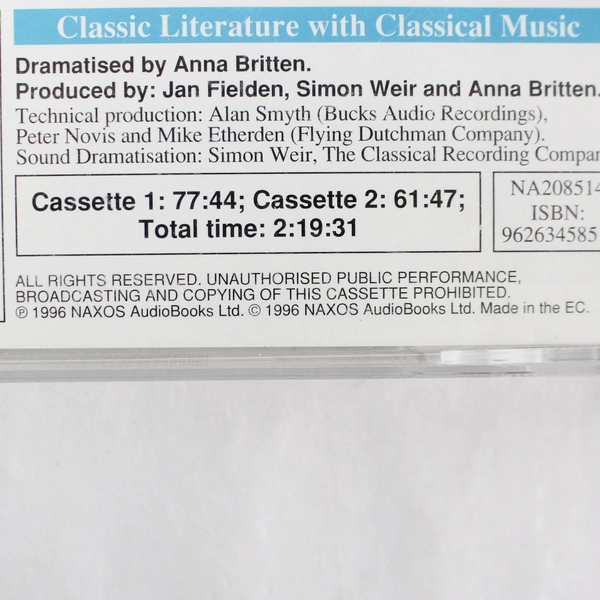 Classic Literature with Classical Music
Dramatised by Anna Britten.
Produced by: Jan Fielden, Simon Weir and Anna Britten.
Technical production: Alan Smyth (Bucks Audio Recordings),
Peter Novis and Mike Etherden (Flying Dutchman Company).
Sound Dramatisation: Simon Weir, The Classical Recording Compan
Cassette 1: 77:44; Cassette 2: 61:47;
Total time: 2:19:31
NA208514
ISBN:
962634585
ALL RIGHTS RESERVED. UNAUTHORISED PUBLIC PERFORMANCE,
BROADCASTING AND COPYING OF THIS CASSETTE PROHIBITED.
℗ 1996 NAXOS AudioBooks Ltd. © 1996 NAXOS AudioBooks Ltd. Made in the EC.